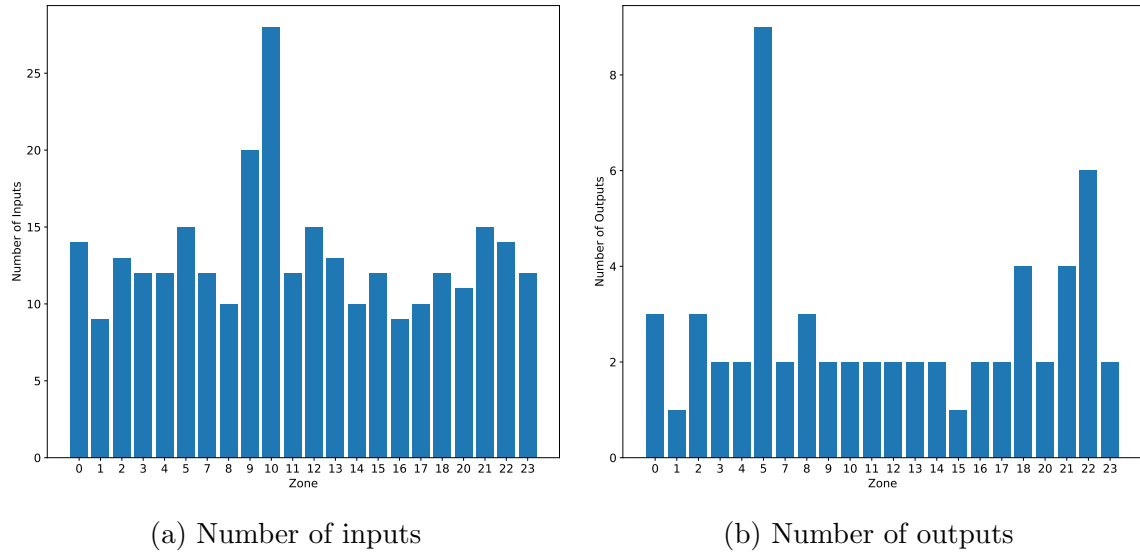 25
20
15
10
5
0
Number of Inputs
0 1 2 3 4 5 7 8 9 10 11 12 13 14 15 16 17 18 20 21 22 23
Zone
(a) Number of inputs
8
6
4
2
0
Number of Outputs
0 1 2 3 4 5 7 8 9 10 11 12 13 14 15 16 17 18 20 21 22 23
Zone
(b) Number of outputs